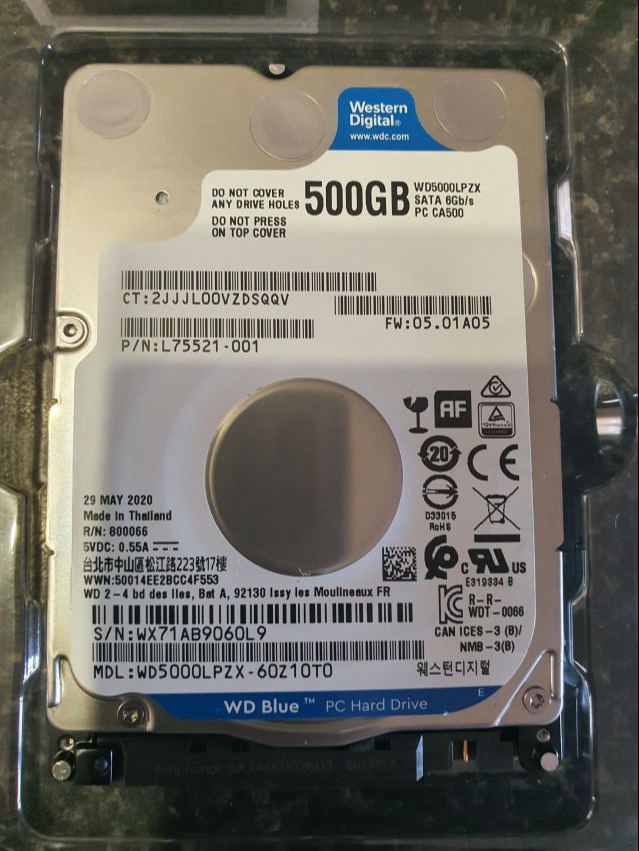 Western
Digital®
www.wdc.com
DO NOT COVER
ANY DRIVE HOLES
DO NOT PRESS
ON TOP COVER
500GB
WD5000LPZX
SATA 6Gb/s
PC CA500
CT:2JJJL00VZDSQQV
FW:05.01A05
P/N:L75521-001
AF
20
D33015
RoHS
29 MAY 2020
Made in Thailand
R/N: 800066
5VDC: 0.55A
台北市中山區松江路223號17樓
WWN:50014EE2BCC4F553
WD 2-4 bd des Iles, Bat A, 92130 Issy les Moulineaux FR
CE
c RU US
E319334 B
R-R-
WDT-0066
CAN ICES-3 (B)/
NMB-3(B)
S/N:WX71AB9060L9
MDL:WD5000LPZX-60Z10T0
웨스턴디지털
E
WD Blue™ PC Hard Drive
Amphenol SATA00102603